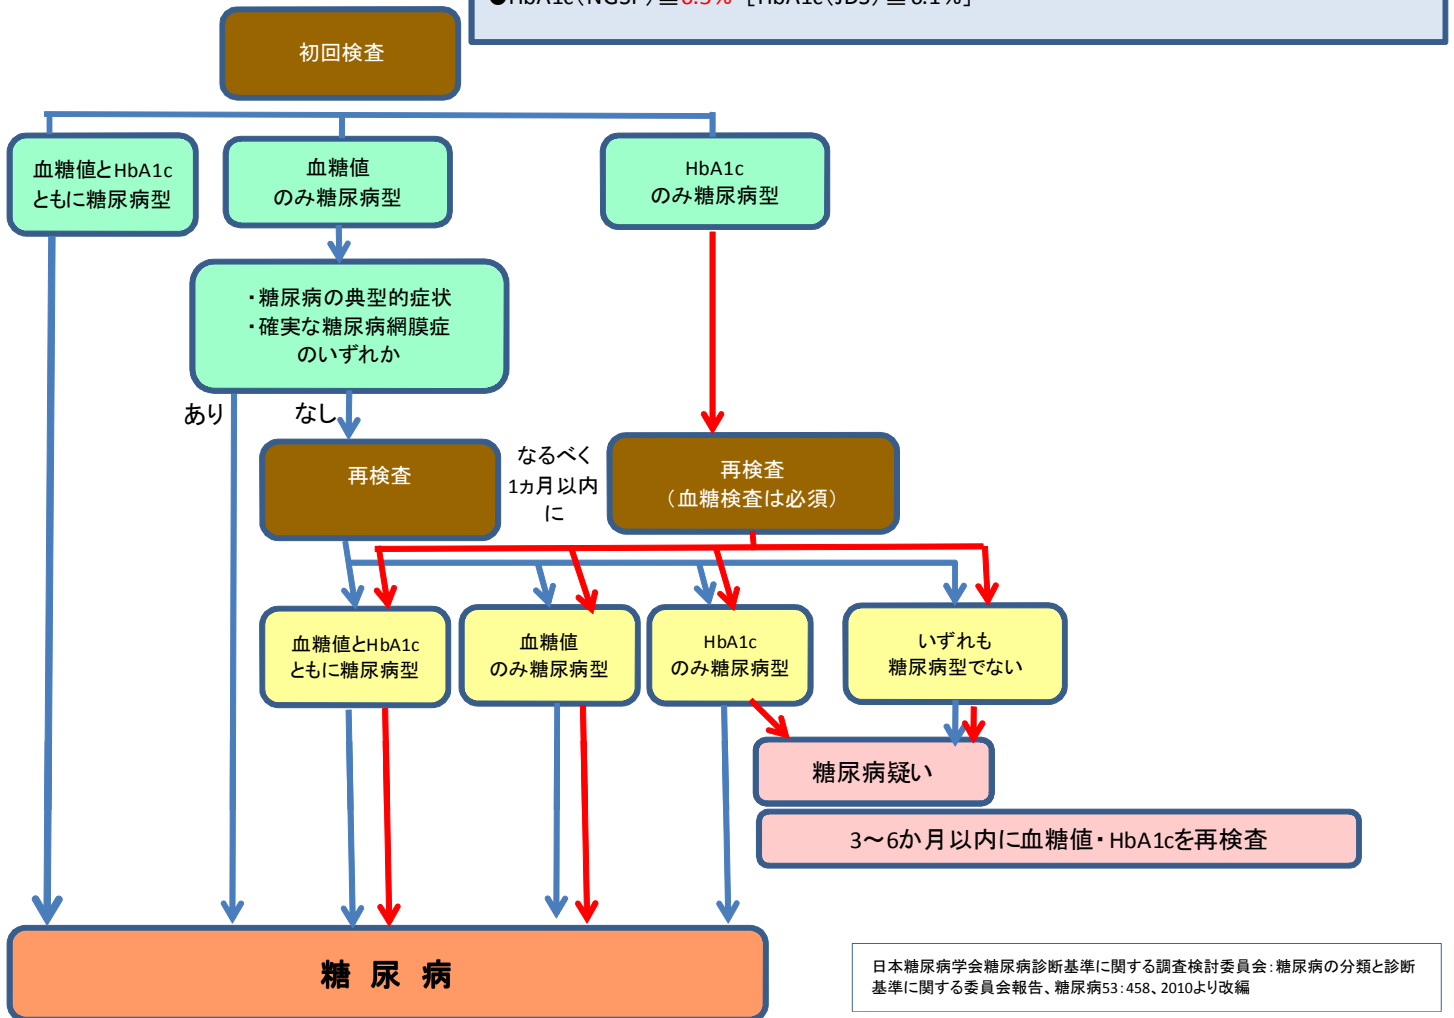 ●HbA1c（NGSP）≧6.5% [HbA1c（JDS）≧6.1%]
初回検査
血糖値とHbA1c
ともに糖尿病型
血糖値
のみ糖尿病型
HbA1c
のみ糖尿病型
・糖尿病の典型的症状
・確実な糖尿病網膜症
のいずれか
あり
なし
再検査
なるべく
1ヵ月以内
に
再検査
（血糖検査は必須）
血糖値とHbA1c
ともに糖尿病型
血糖値
のみ糖尿病型
HbA1c
のみ糖尿病型
いずれも
糖尿病型でない
糖尿病疑い
3～6か月以内に血糖値・HbA1cを再検査
糖 尿 病
日本糖尿病学会糖尿病診断基準に関する調査検討委員会：糖尿病の分類と診断
基準に関する委員会報告、糖尿病53：458、2010より改編